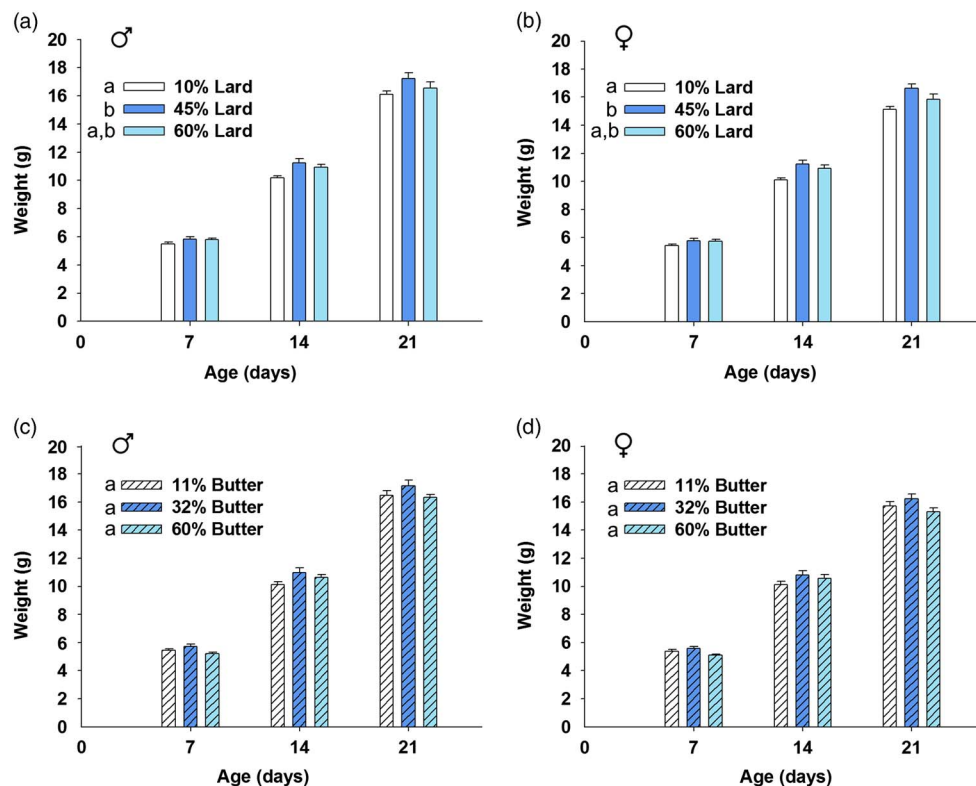 (a)
♂
20
18
16
14
12
10
8
6
4
2
0
Weight (g)
a 10% Lard
b 45% Lard
a,b 60% Lard
0 7 14 21
Age (days)
(b)
♀
20
18
16
14
12
10
8
6
4
2
0
Weight (g)
a 10% Lard
b 45% Lard
a,b 60% Lard
0 7 14 21
Age (days)
(c)
♂
20
18
16
14
12
10
8
6
4
2
0
Weight (g)
a 11% Butter
a 32% Butter
a 60% Butter
0 7 14 21
Age (days)
(d)
♀
20
18
16
14
12
10
8
6
4
2
0
Weight (g)
a 11% Butter
a 32% Butter
a 60% Butter
0 7 14 21
Age (days)